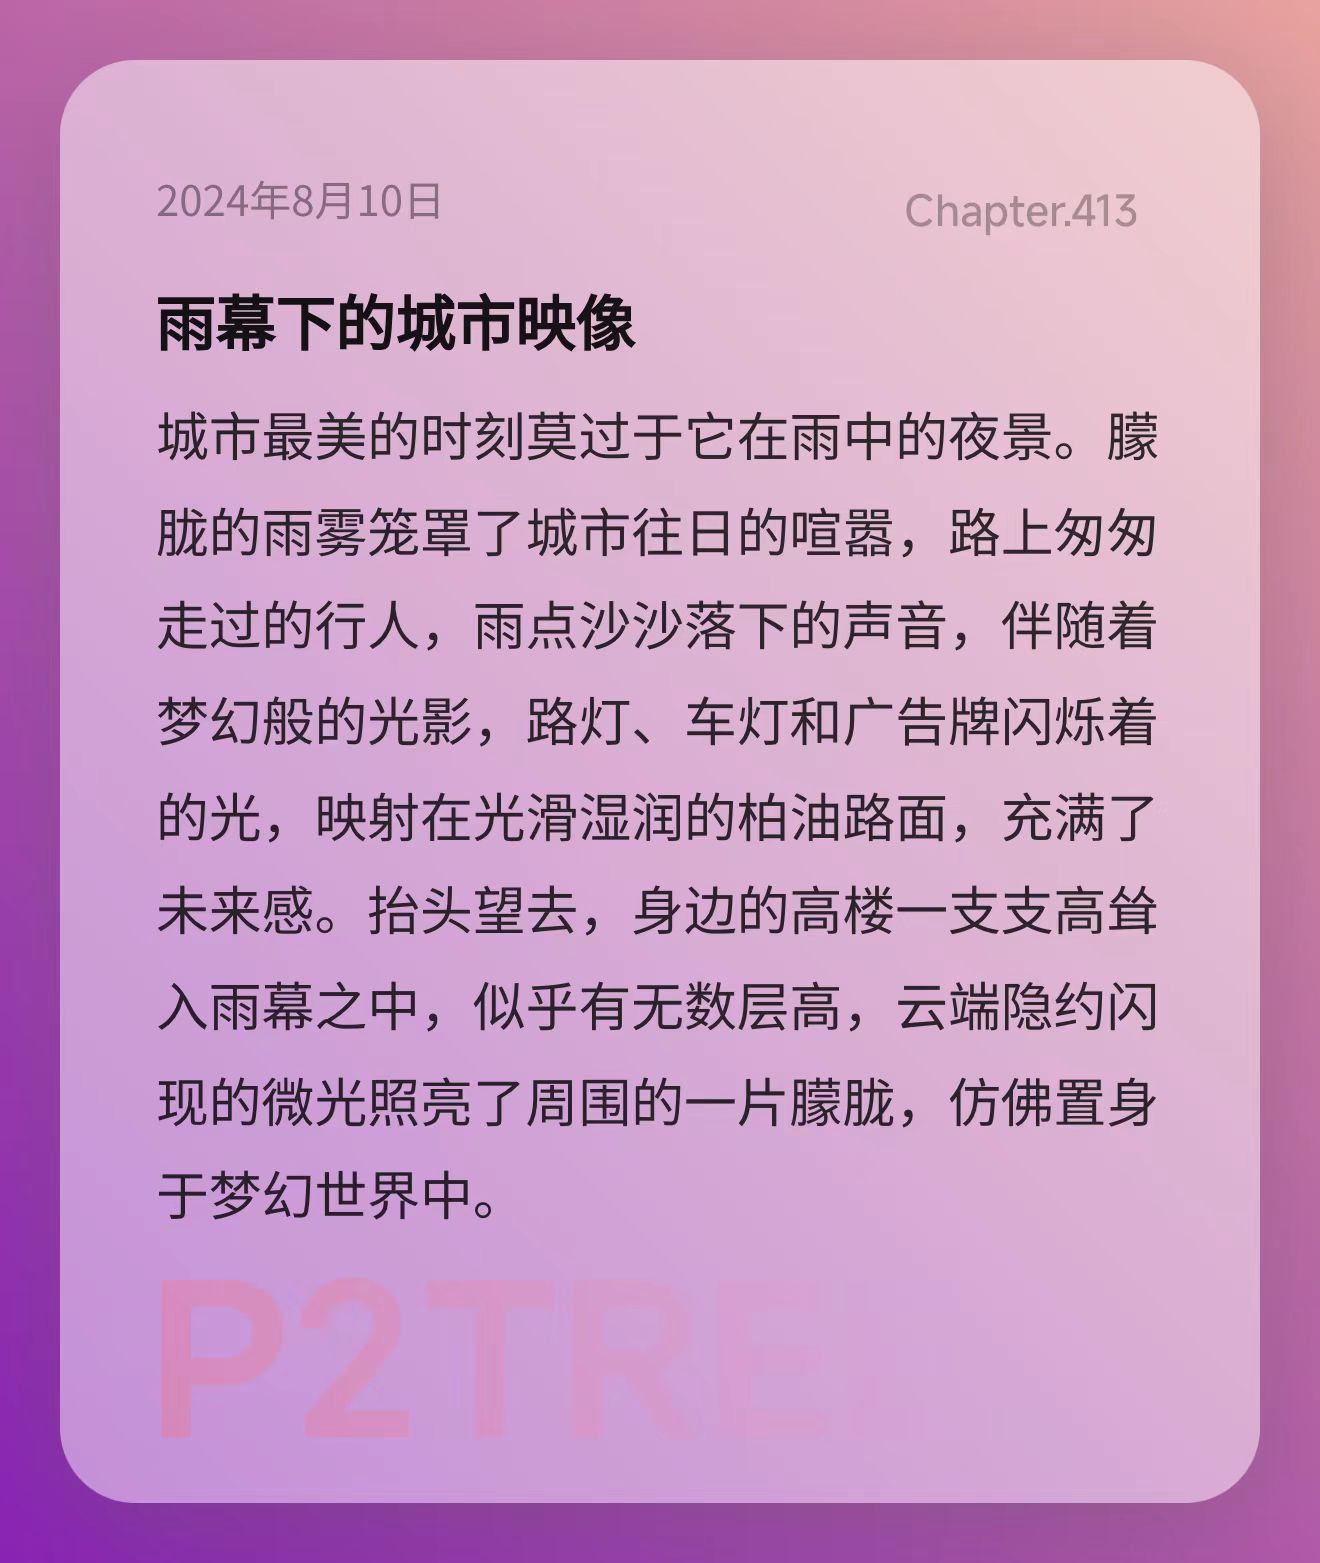 2024年8月10日
Chapter.413
雨幕下的城市映像
城市最美的时刻莫过于它在雨中的夜景。朦
胧的雨雾笼罩了城市往日的喧嚣，路上匆匆
走过的行人，雨点沙沙落下的声音，伴随着
梦幻般的光影，路灯、车灯和广告牌闪烁着
的光，映射在光滑湿润的柏油路面，充满了
未来感。抬头望去，身边的高楼一支支高耸
入雨幕之中，似乎有无数层高，云端隐约闪
现的微光照亮了周围的一片朦胧，仿佛置身
于梦幻世界中。